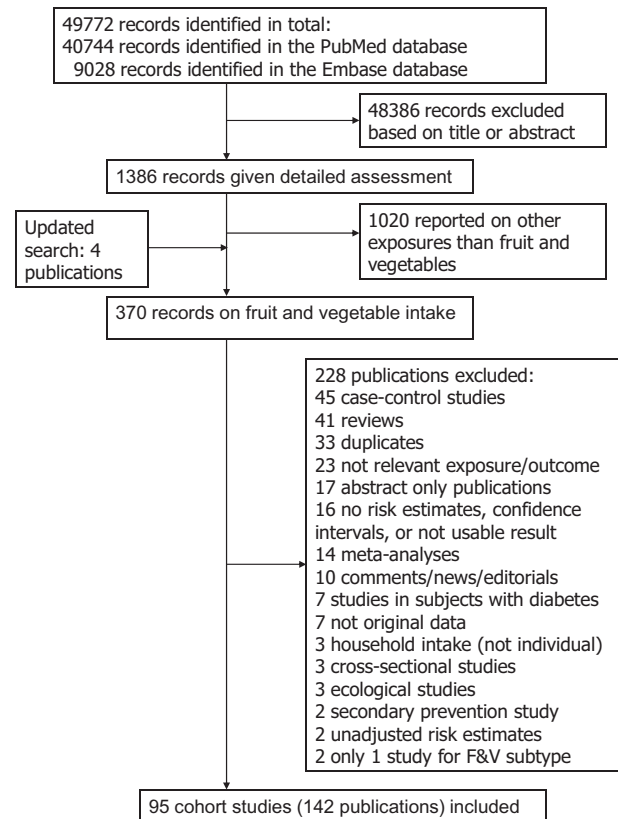 49772 records identified in total:
40744 records identified in the PubMed database
9028 records identified in the Embase database
48386 records excluded
based on title or abstract
1386 records given detailed assessment
Updated
search: 4
publications
1020 reported on other
exposures than fruit and
vegetables
370 records on fruit and vegetable intake
228 publications excluded:
45 case-control studies
41 reviews
33 duplicates
23 not relevant exposure/outcome
17 abstract only publications
16 no risk estimates, confidence
intervals, or not usable result
14 meta-analyses
10 comments/news/editorials
7 studies in subjects with diabetes
7 not original data
3 household intake (not individual)
3 cross-sectional studies
3 ecological studies
2 secondary prevention study
2 unadjusted risk estimates
2 only 1 study for F&V subtype
95 cohort studies (142 publications) included